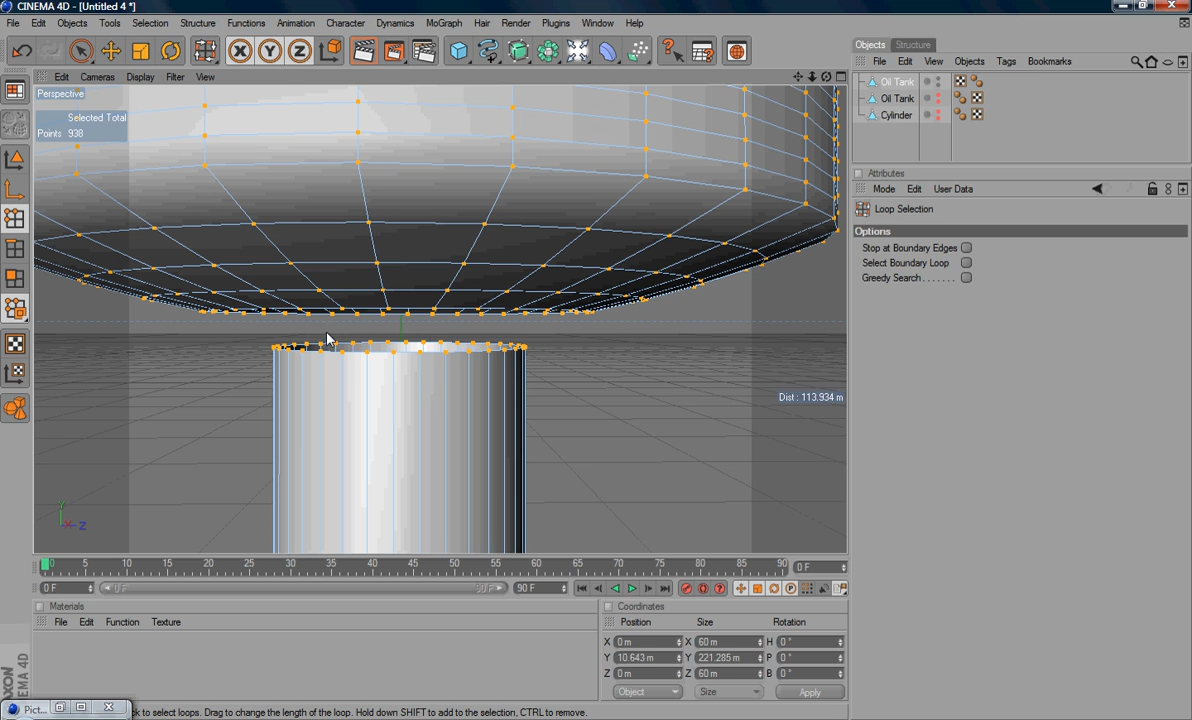 CINEMA 4D - [Untitled 4 *]
File Edit Objects Tools Selection Structure Functions Animation Character Dynamics MoGraph Hair Render Plugins Window Help
Objects Structure
File Edit View Objects Tags Bookmarks
Edit Cameras Display Filter View
Perspective
Selected Total
Points 938
Oil Tank
Oil Tank
Cylinder
Attributes
Mode Edit User Data
Loop Selection
Options
Stop at Boundary Edges
Select Boundary Loop
Greedy Search . . . . . . .
Dist : 113.934 m
Y
X Z
0 5 10 15 20 25 30 35 40 45 50 55 60 65 70 75 80 85 90 0 F
0 F 0 F 90 F 90 F
Materials
File Edit Function Texture
Coordinates
Position Size Rotation
X 0 m X 60 m H 0 °
Y 10.643 m Y 221.285 m P 0 °
Z 0 m Z 60 m B 0 °
Object Size Apply
Pict...
ck to select loops. Drag to change the length of the loop. Hold down SHIFT to add to the selection, CTRL to remove.